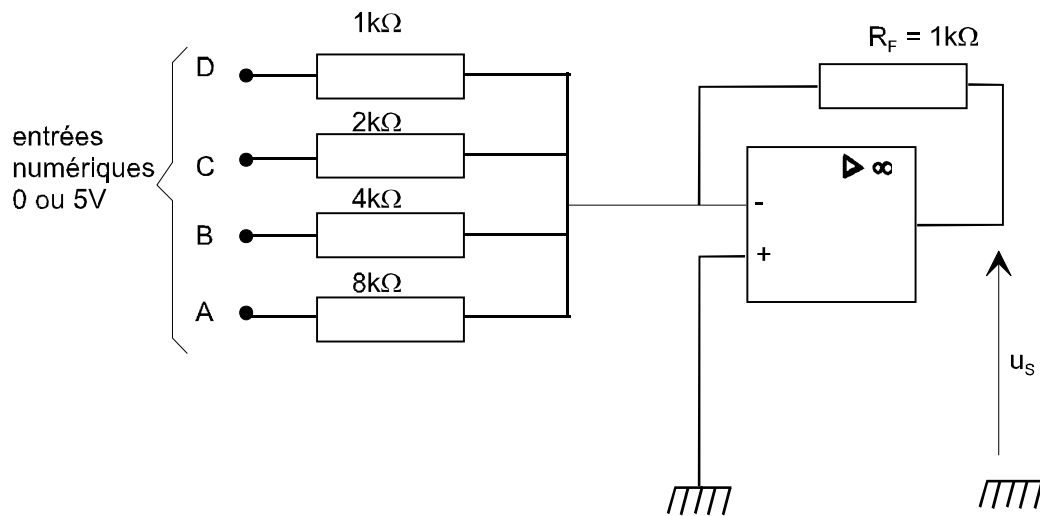 1kΩ
R_F = 1kΩ
D
2kΩ
entrées
numériques
0 ou 5V
C
4kΩ
B
8kΩ
A
∞
-
+
u_S